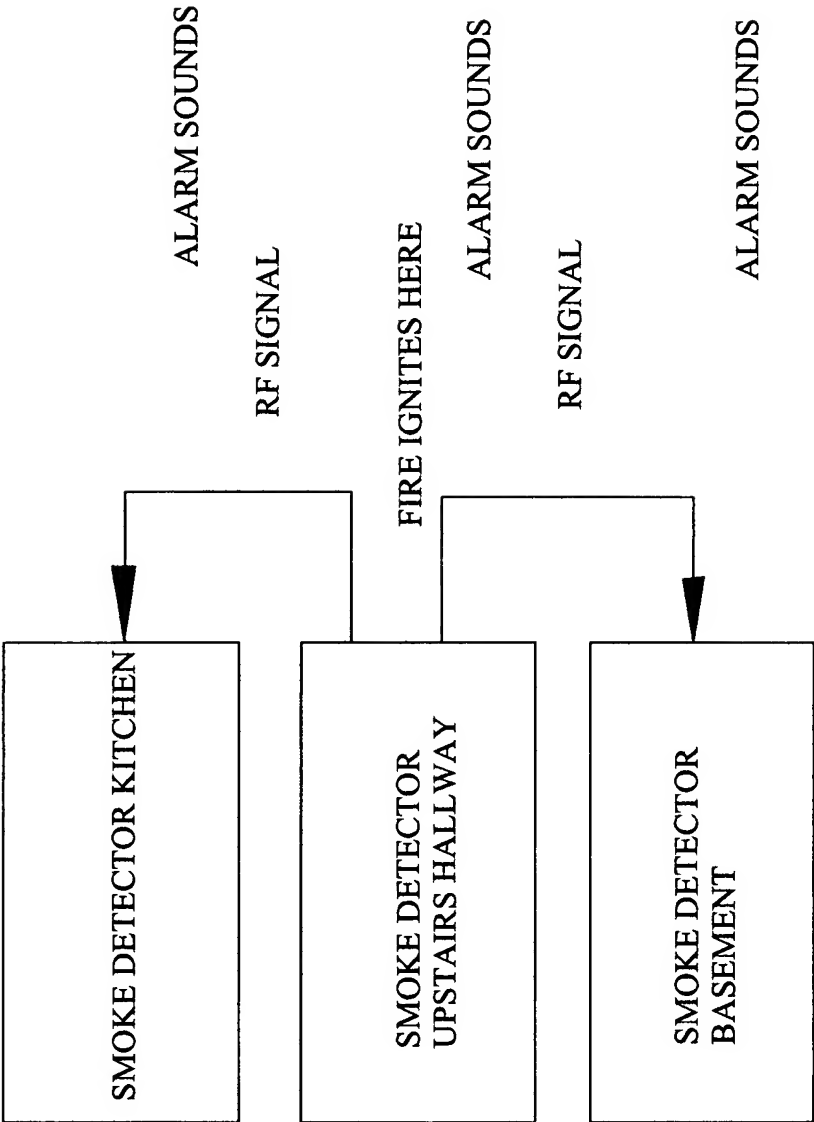 SMOKE DETECTOR KITCHEN
ALARM SOUNDS
RF SIGNAL
FIRE IGNITES HERE
SMOKE DETECTOR
UPSTAIRS HALLWAY
ALARM SOUNDS
RF SIGNAL
SMOKE DETECTOR
BASEMENT
ALARM SOUNDS